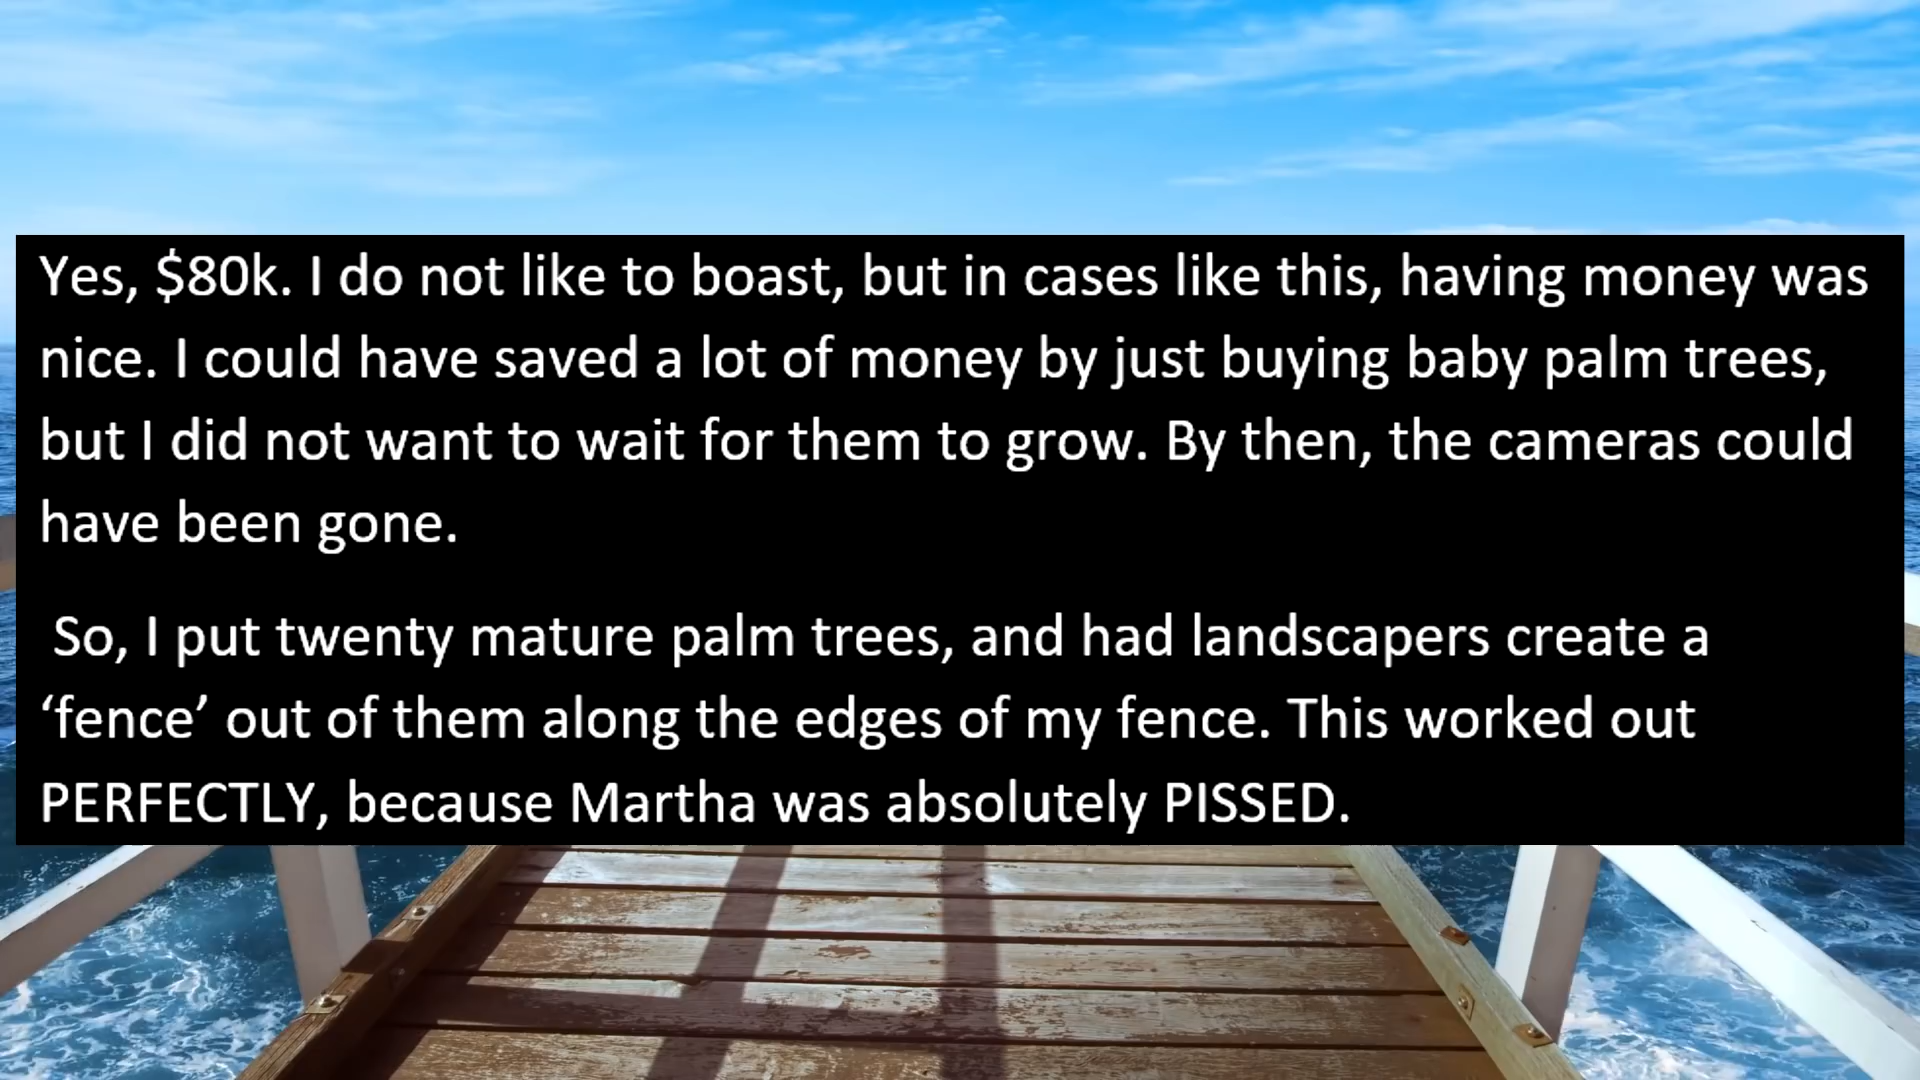 Yes, $80k. I do not like to boast, but in cases like this, having money was
nice. I could have saved a lot of money by just buying baby palm trees,
but I did not want to wait for them to grow. By then, the cameras could
have been gone.
So, I put twenty mature palm trees, and had landscapers create a
‘fence’ out of them along the edges of my fence. This worked out
PERFECTLY, because Martha was absolutely PISSED.